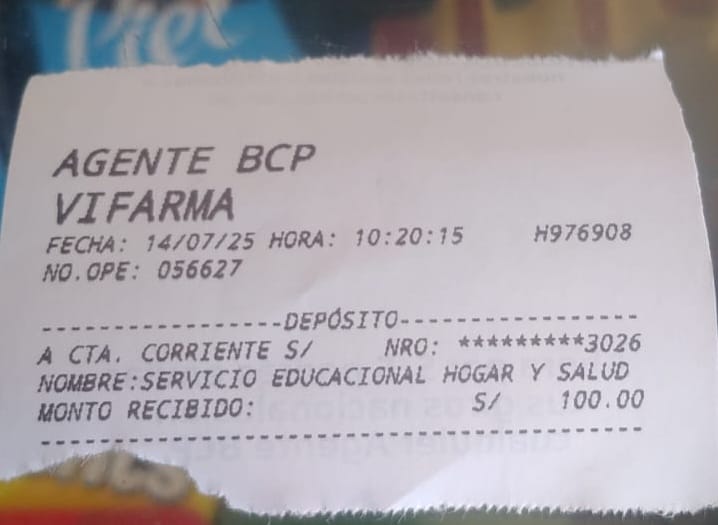 AGENTE BCP
VIFARMA
FECHA: 14/07/25 HORA: 10:20:15 H976908
NO.OPE: 056627
-----------------DEPÓSITO-----------------
A CTA. CORRIENTE S/ NRO: *********3026
NOMBRE:SERVICIO EDUCACIONAL HOGAR Y SALUD
MONTO RECIBIDO: S/ 100.00
------------------------------------------